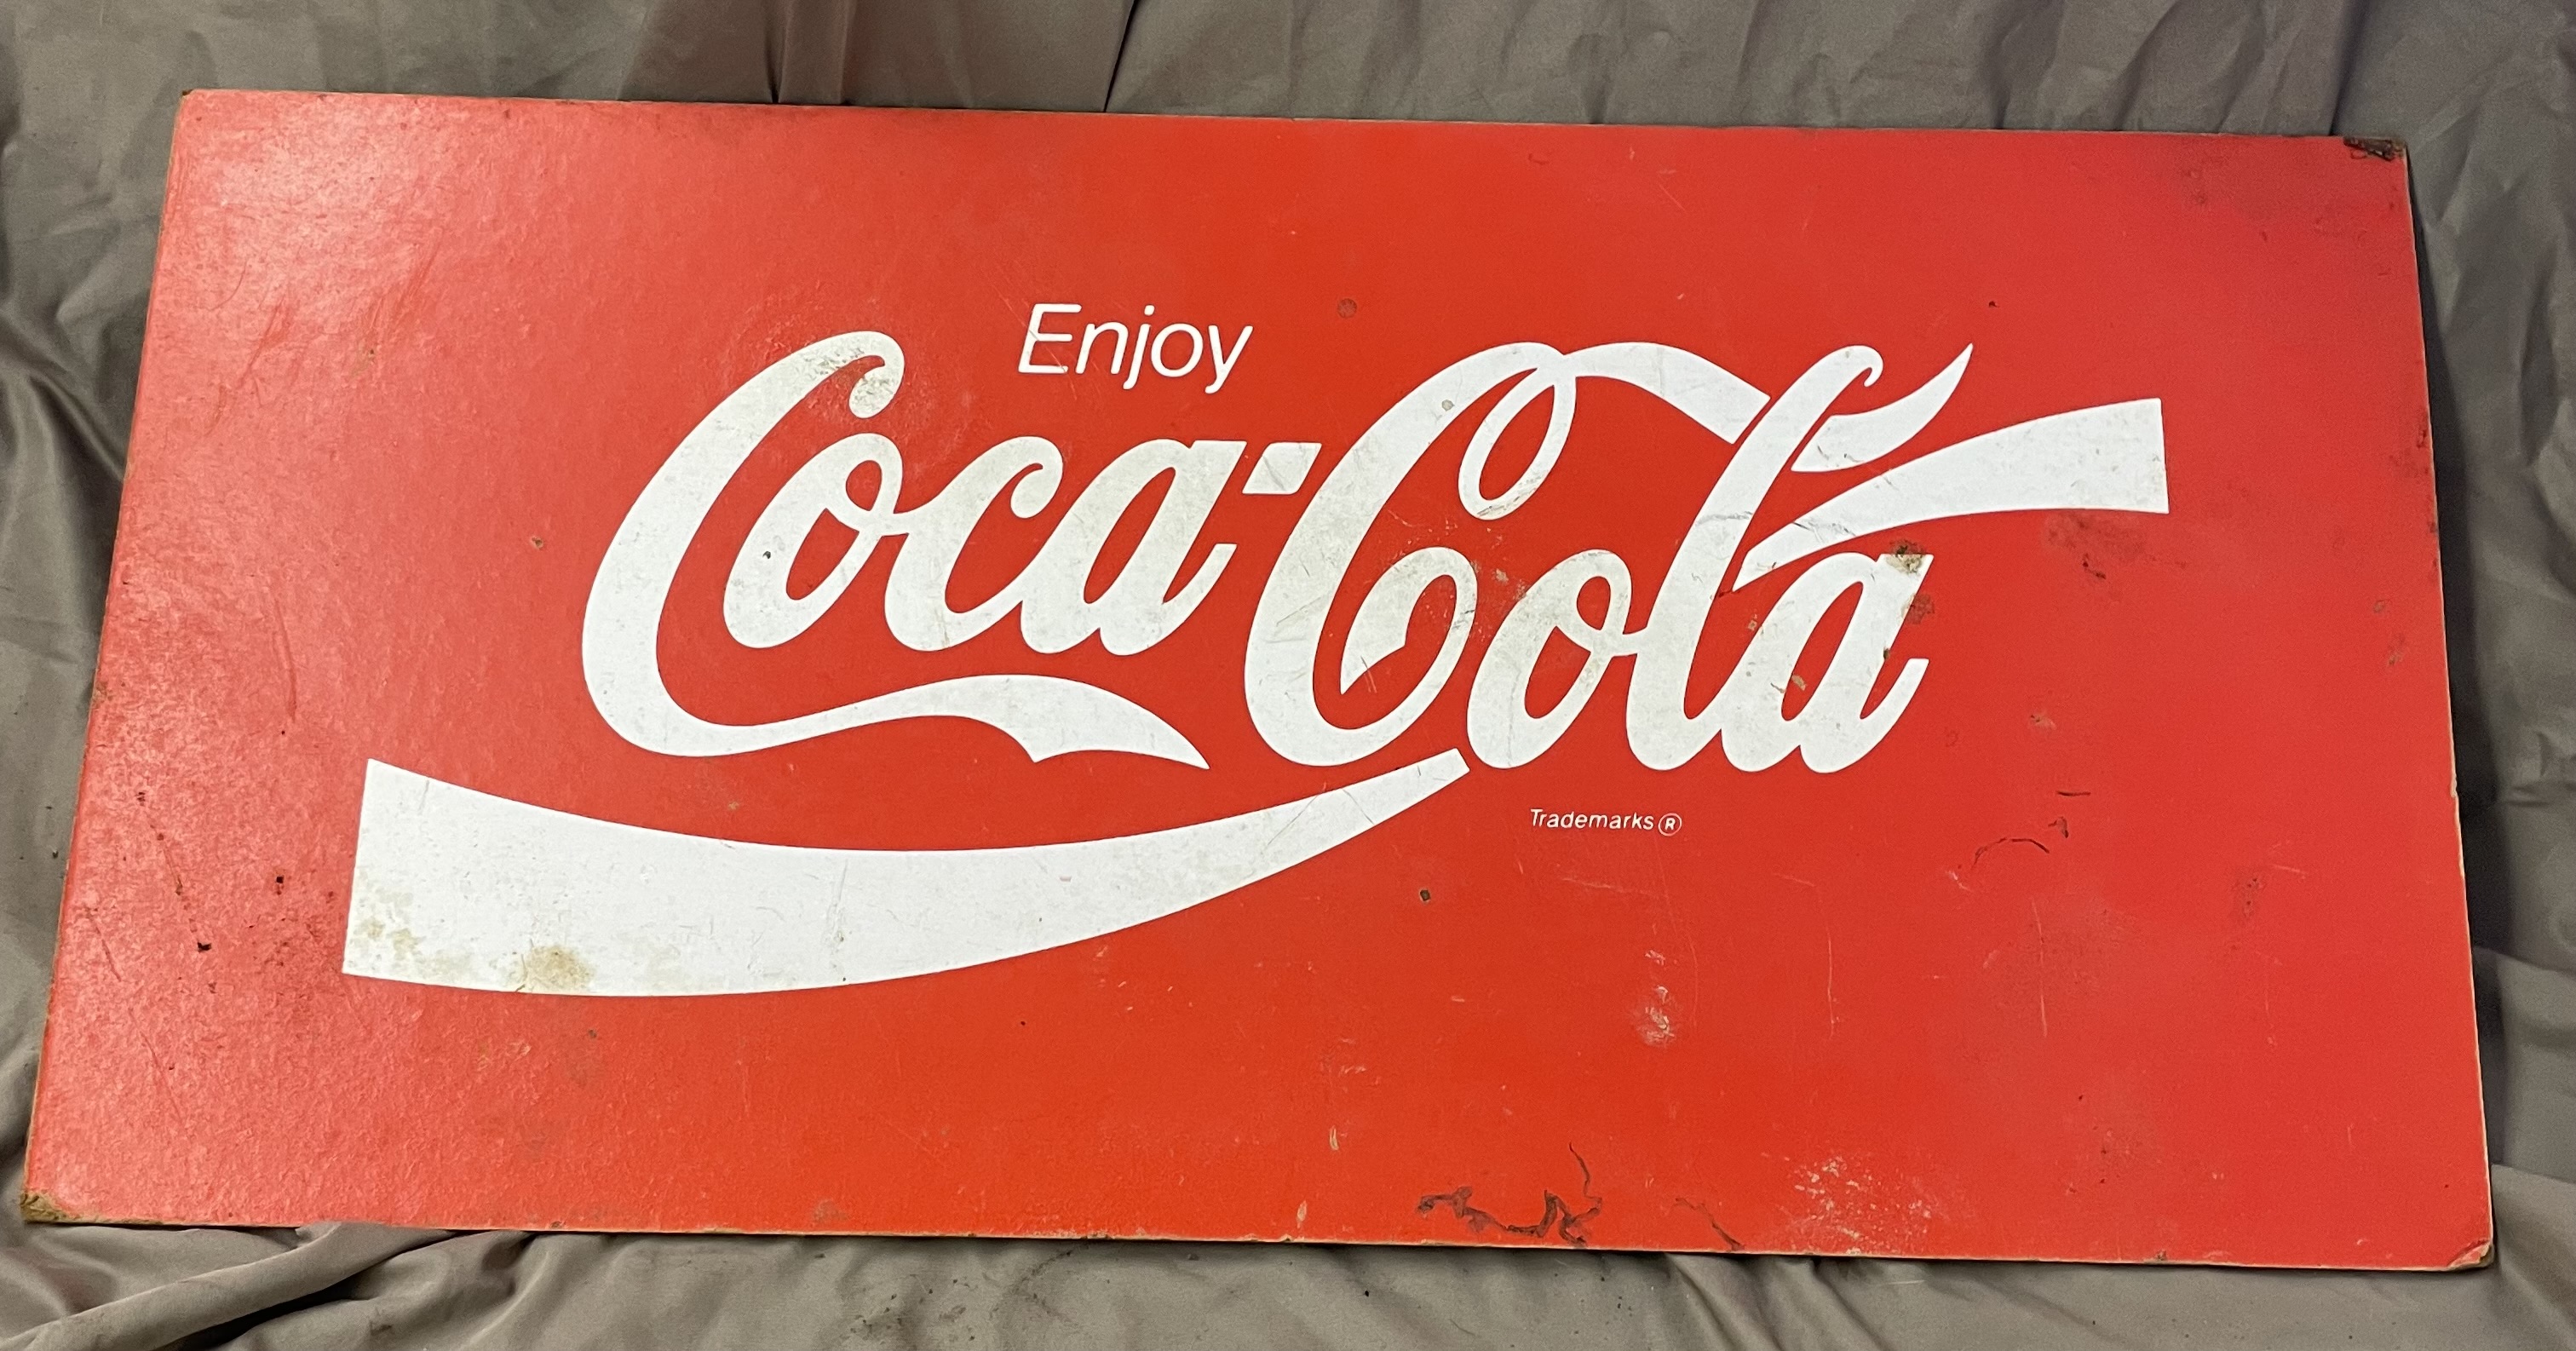 Enjoy
Coca-Cola
Trademarks ®